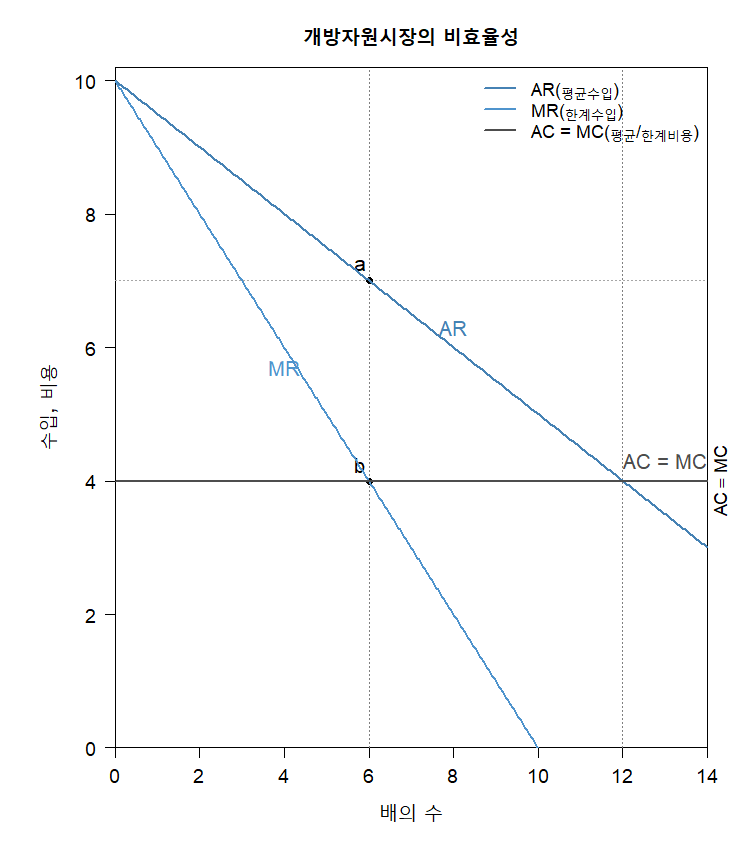 개방자원시장의 비효율성
AR(평균수입)
MR(한계수입)
AC = MC(평균/한계비용)
10
8
6
4
2
0
수입, 비용
a
AR
MR
b
AC = MC
AC = MC
0 2 4 6 8 10 12 14
배의 수